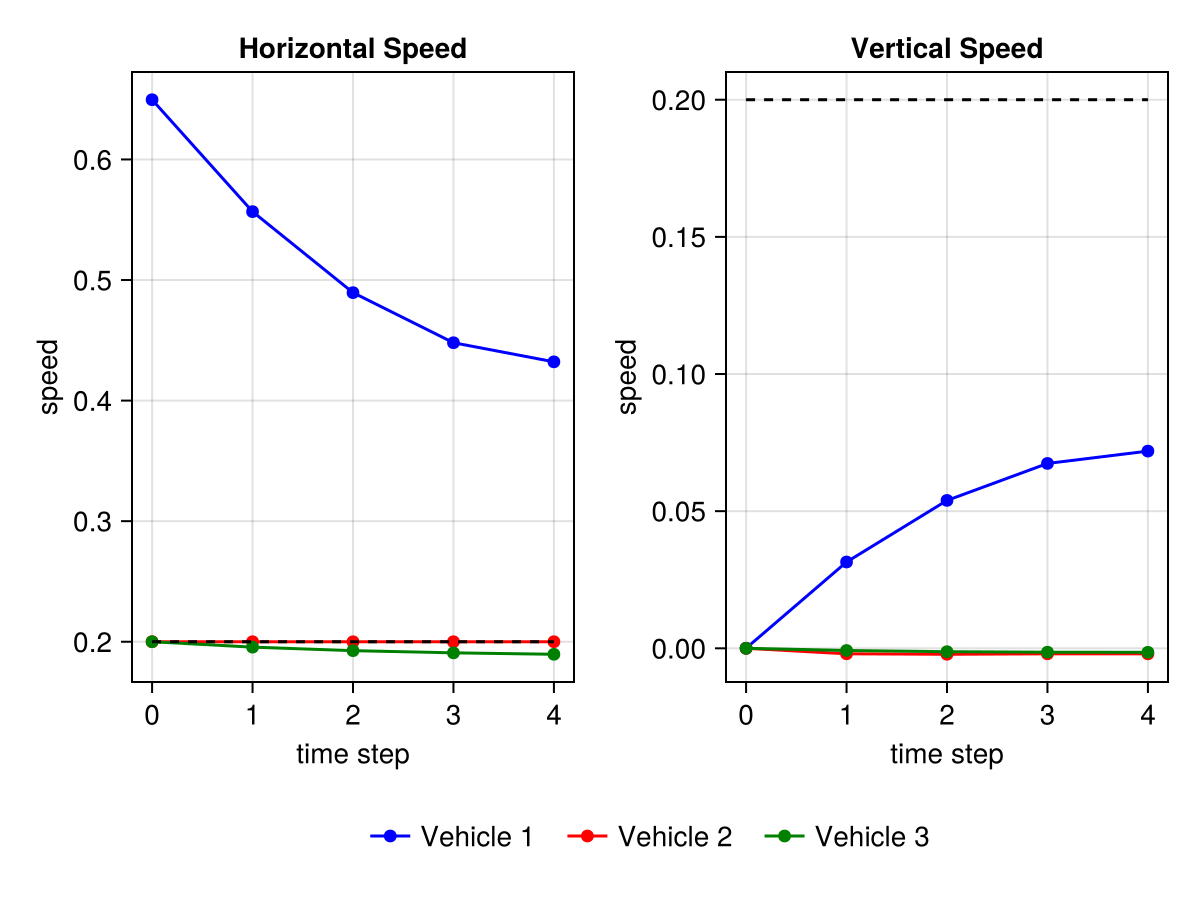 Horizontal Speed
speed
0.6
0.5
0.4
0.3
0.2
0 1 2 3 4
time step
Vertical Speed
speed
0.20
0.15
0.10
0.05
0.00
0 1 2 3 4
time step
Vehicle 1 Vehicle 2 Vehicle 3